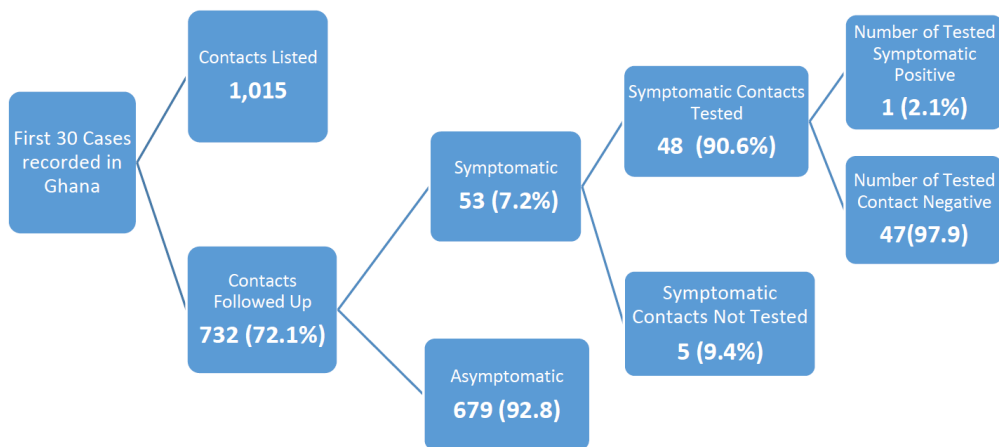 First 30 Cases
recorded in
Ghana
Contacts Listed
1,015
Contacts
Followed Up
732 (72.1%)
Symptomatic
53 (7.2%)
Asymptomatic
679 (92.8)
Symptomatic Contacts
Tested
48 (90.6%)
Symptomatic
Contacts Not Tested
5 (9.4%)
Number of Tested
Symptomatic
Positive
1 (2.1%)
Number of Tested
Contact Negative
47(97.9)